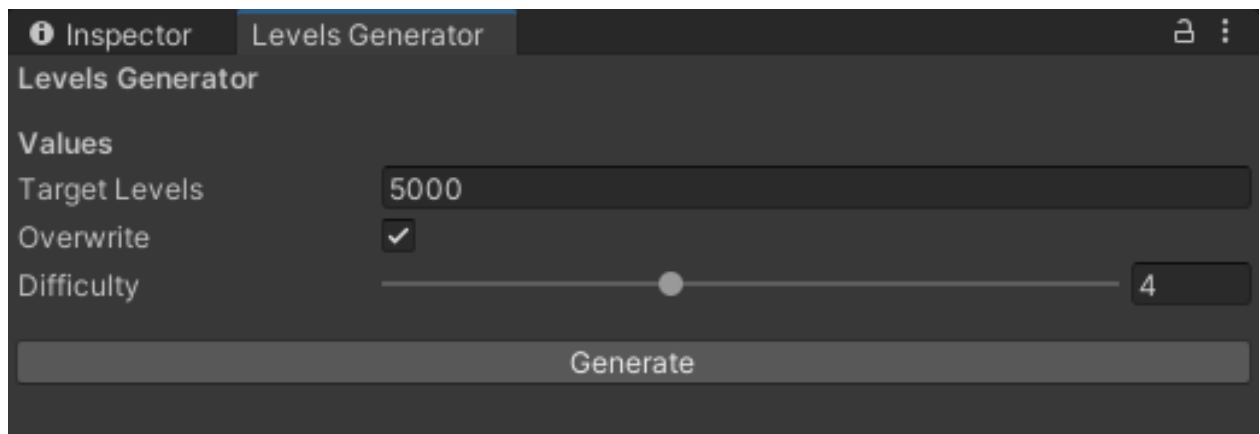 Inspector Levels Generator
Levels Generator
Values
Target Levels 5000
Overwrite
Difficulty 4
Generate